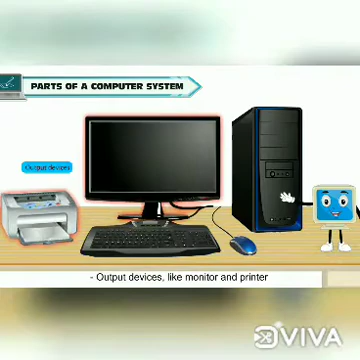 PARTS OF A COMPUTER SYSTEM
Output devices
- Output devices, like monitor and printer
VIVA